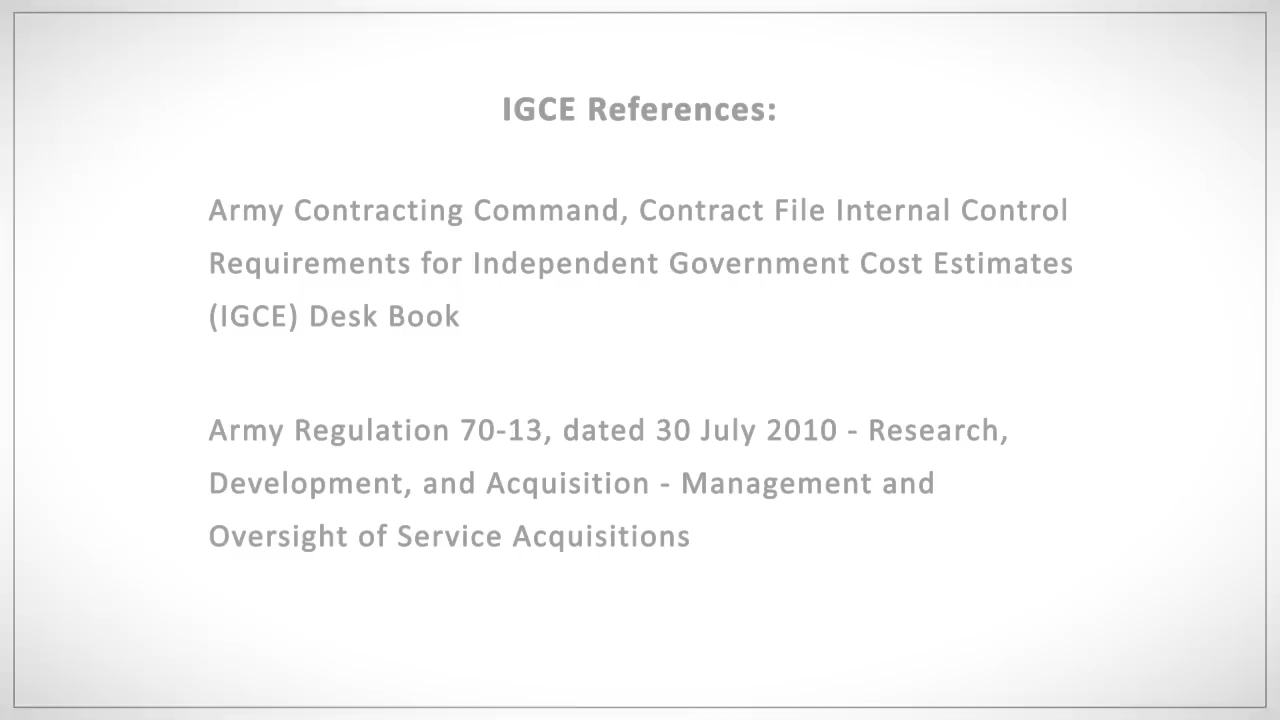 IGCE References:
Army Contracting Command, Contract File Internal Control
Requirements for Independent Government Cost Estimates
(IGCE) Desk Book
Army Regulation 70-13, dated 30 July 2010 - Research,
Development, and Acquisition - Management and
Oversight of Service Acquisitions